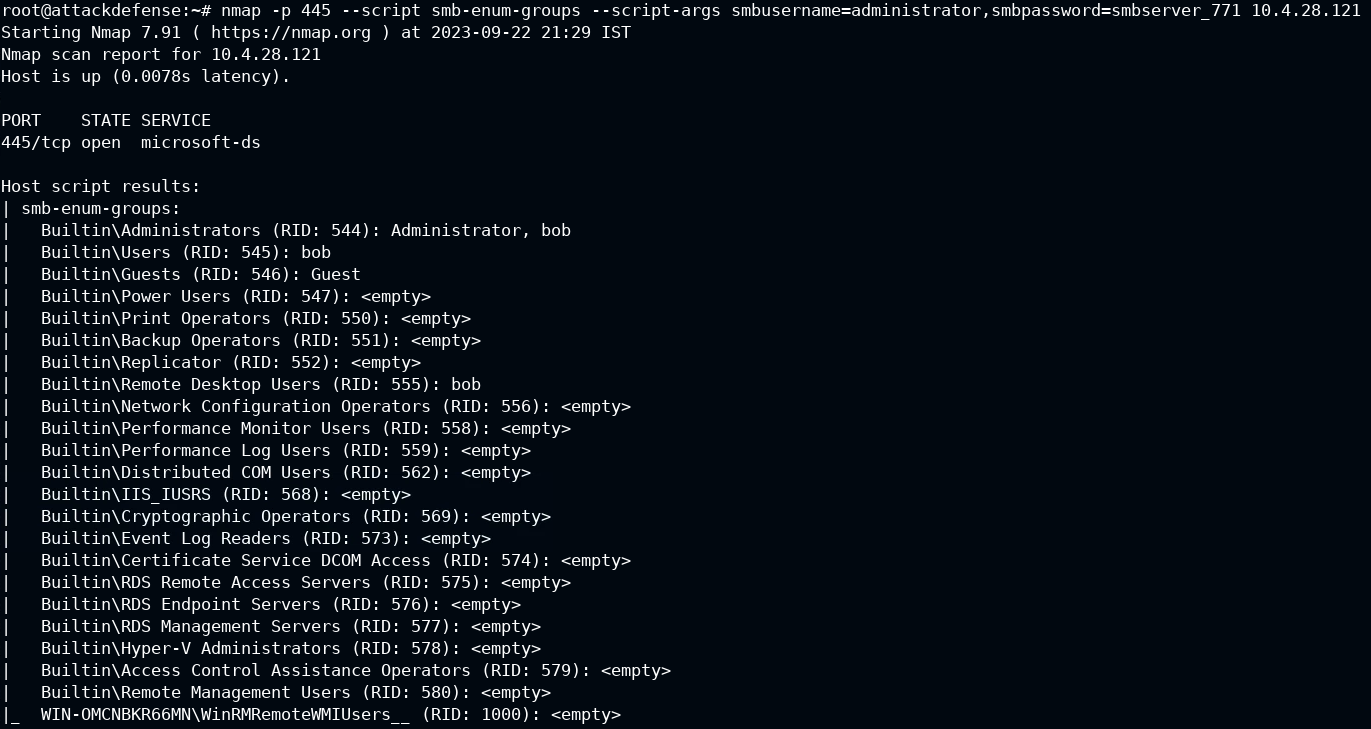 root@attackdefense:~# nmap -p 445 --script smb-enum-groups --script-args smbusername=administrator,smbpassword=smbserver_771 10.4.28.121
Starting Nmap 7.91 ( https://nmap.org ) at 2023-09-22 21:29 IST
Nmap scan report for 10.4.28.121
Host is up (0.0078s latency).

PORT    STATE SERVICE
445/tcp open  microsoft-ds

Host script results:
| smb-enum-groups:
|   Builtin\Administrators (RID: 544): Administrator, bob
|   Builtin\Users (RID: 545): bob
|   Builtin\Guests (RID: 546): Guest
|   Builtin\Power Users (RID: 547): <empty>
|   Builtin\Print Operators (RID: 550): <empty>
|   Builtin\Backup Operators (RID: 551): <empty>
|   Builtin\Replicator (RID: 552): <empty>
|   Builtin\Remote Desktop Users (RID: 555): bob
|   Builtin\Network Configuration Operators (RID: 556): <empty>
|   Builtin\Performance Monitor Users (RID: 558): <empty>
|   Builtin\Performance Log Users (RID: 559): <empty>
|   Builtin\Distributed COM Users (RID: 562): <empty>
|   Builtin\IIS_IUSRS (RID: 568): <empty>
|   Builtin\Cryptographic Operators (RID: 569): <empty>
|   Builtin\Event Log Readers (RID: 573): <empty>
|   Builtin\Certificate Service DCOM Access (RID: 574): <empty>
|   Builtin\RDS Remote Access Servers (RID: 575): <empty>
|   Builtin\RDS Endpoint Servers (RID: 576): <empty>
|   Builtin\RDS Management Servers (RID: 577): <empty>
|   Builtin\Hyper-V Administrators (RID: 578): <empty>
|   Builtin\Access Control Assistance Operators (RID: 579): <empty>
|   Builtin\Remote Management Users (RID: 580): <empty>
|_  WIN-OMCNBKR66MN\WinRMRemoteWMIUsers__ (RID: 1000): <empty>